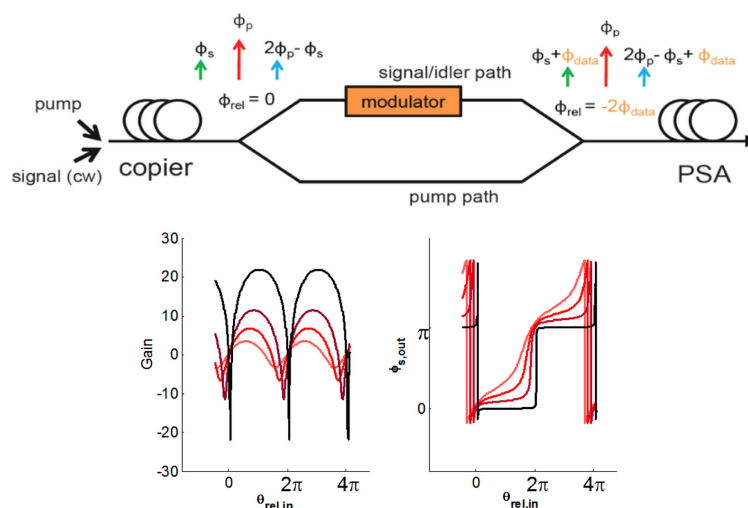 ϕp
ϕs
2ϕp- ϕs
ϕrel = 0
signal/idler path
modulator
ϕp
ϕs+ϕdata
2ϕp-ϕs+ ϕdata
ϕrel = -2ϕdata
pump
signal (cw)
copier
pump path
PSA
30
20
10
0
-10
-20
-30
Gain
0
2π
4π
θrel,in
ϕs,out
π
0
0
2π
4π
θrel,in